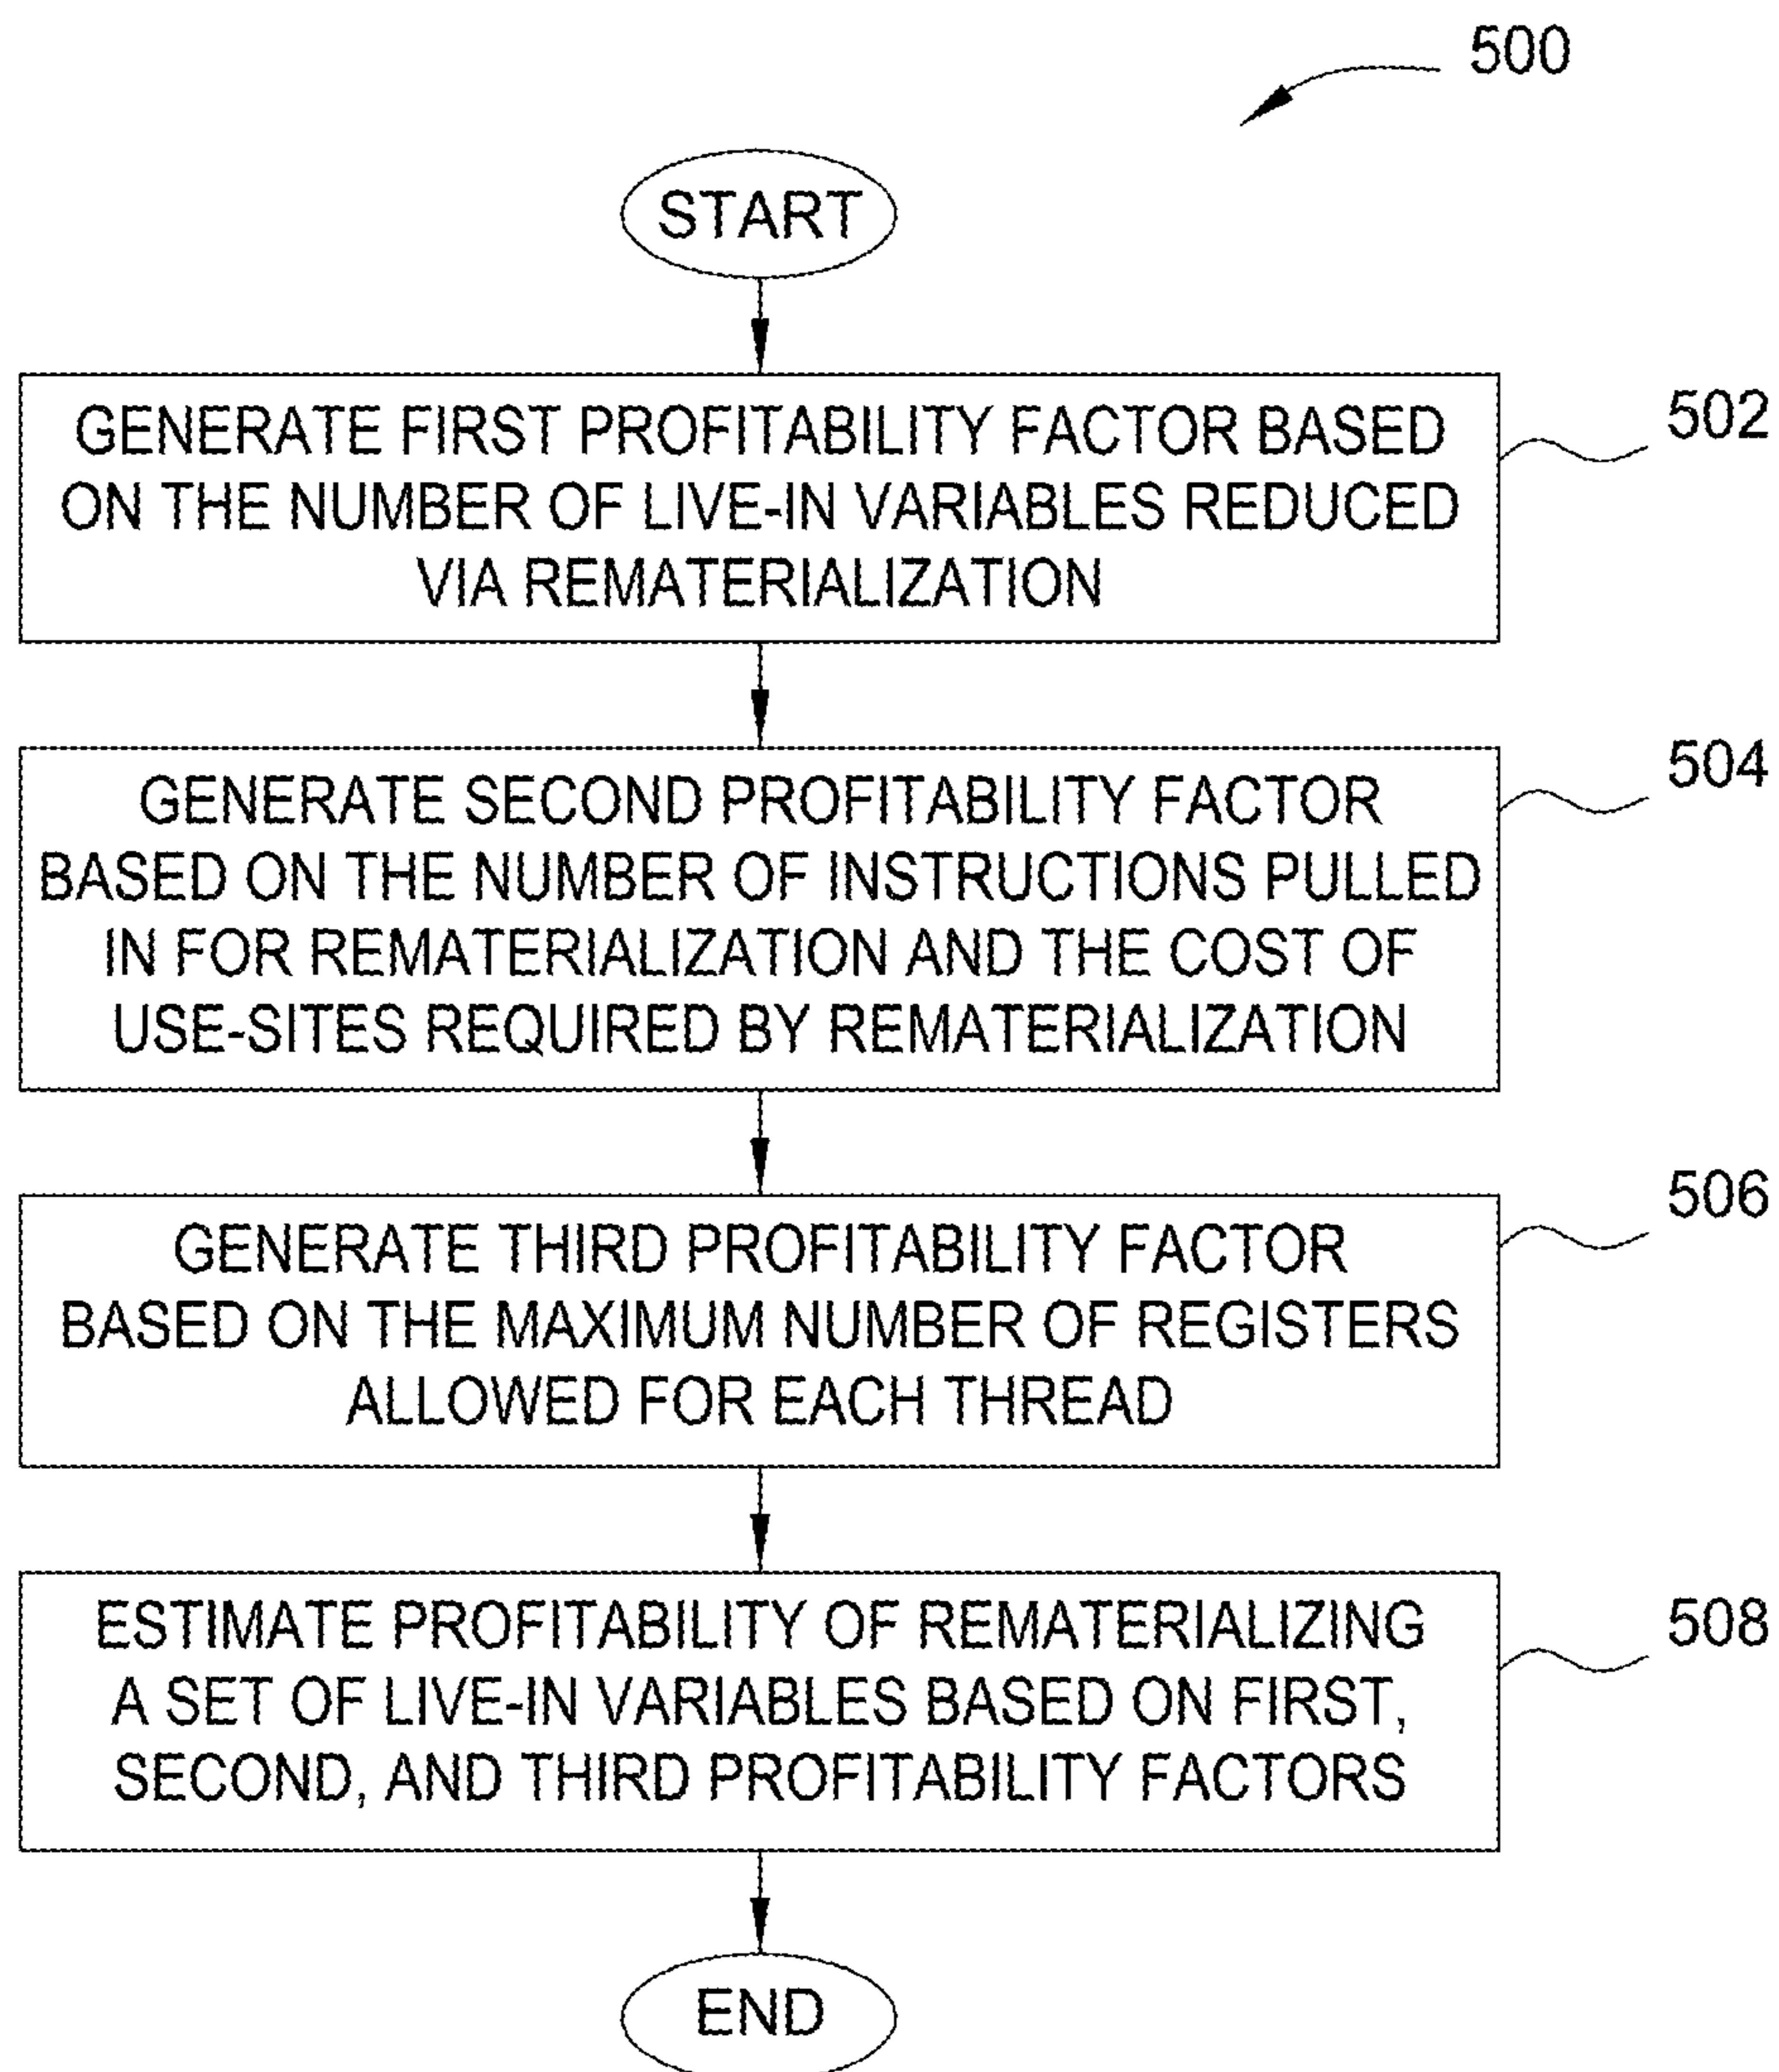 500
START
GENERATE FIRST PROFITABILITY FACTOR BASED
ON THE NUMBER OF LIVE-IN VARIABLES REDUCED
VIA REMATERIALIZATION
502
GENERATE SECOND PROFITABILITY FACTOR
BASED ON THE NUMBER OF INSTRUCTIONS PULLED
IN FOR REMATERIALIZATION AND THE COST OF
USE-SITES REQUIRED BY REMATERIALIZATION
504
GENERATE THIRD PROFITABILITY FACTOR
BASED ON THE MAXIMUM NUMBER OF REGISTERS
ALLOWED FOR EACH THREAD
506
ESTIMATE PROFITABILITY OF REMATERIALIZING
A SET OF LIVE-IN VARIABLES BASED ON FIRST,
SECOND, AND THIRD PROFITABILITY FACTORS
508
END